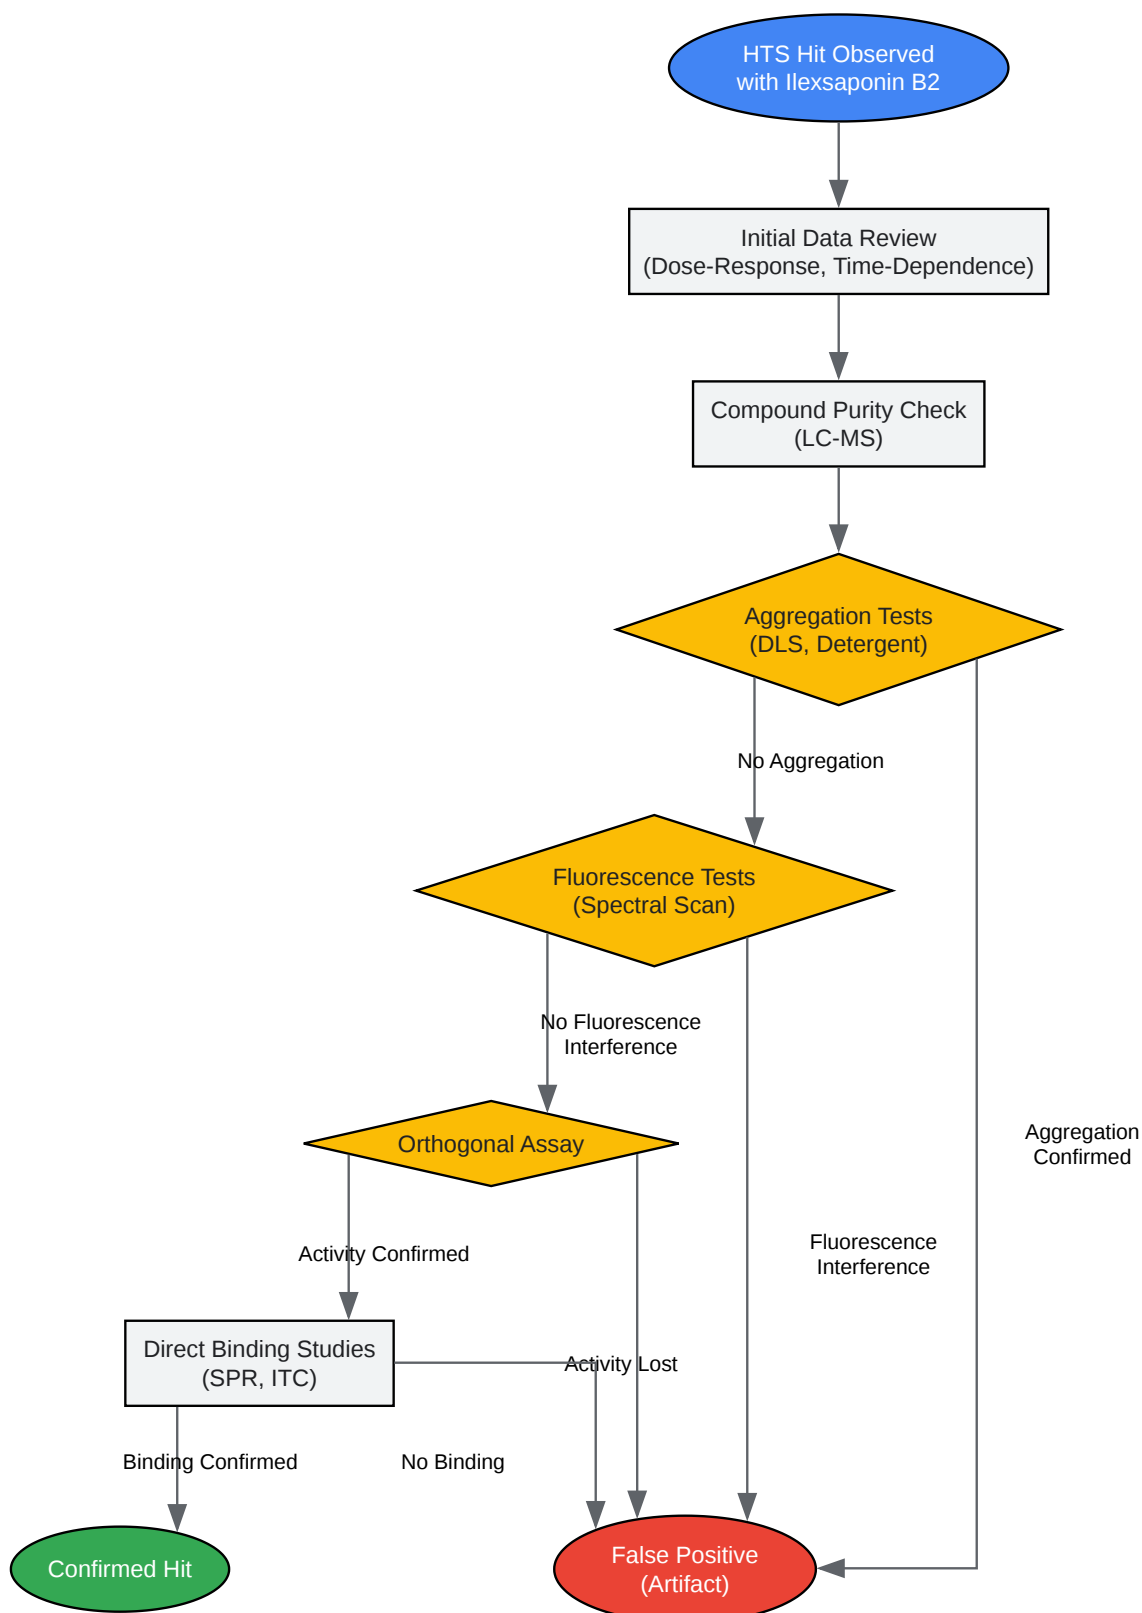 HTS Hit Observed
with Ilexsaponin B2
Initial Data Review
(Dose-Response, Time-Dependence)
Compound Purity Check
(LC-MS)
Aggregation Tests
(DLS, Detergent)
No Aggregation
Fluorescence Tests
(Spectral Scan)
No Fluorescence
Interference
Aggregation
Confirmed
Orthogonal Assay
Fluorescence
Interference
Activity Confirmed
Direct Binding Studies
(SPR, ITC)
Activity Lost
Binding Confirmed
No Binding
Confirmed Hit
False Positive
(Artifact)